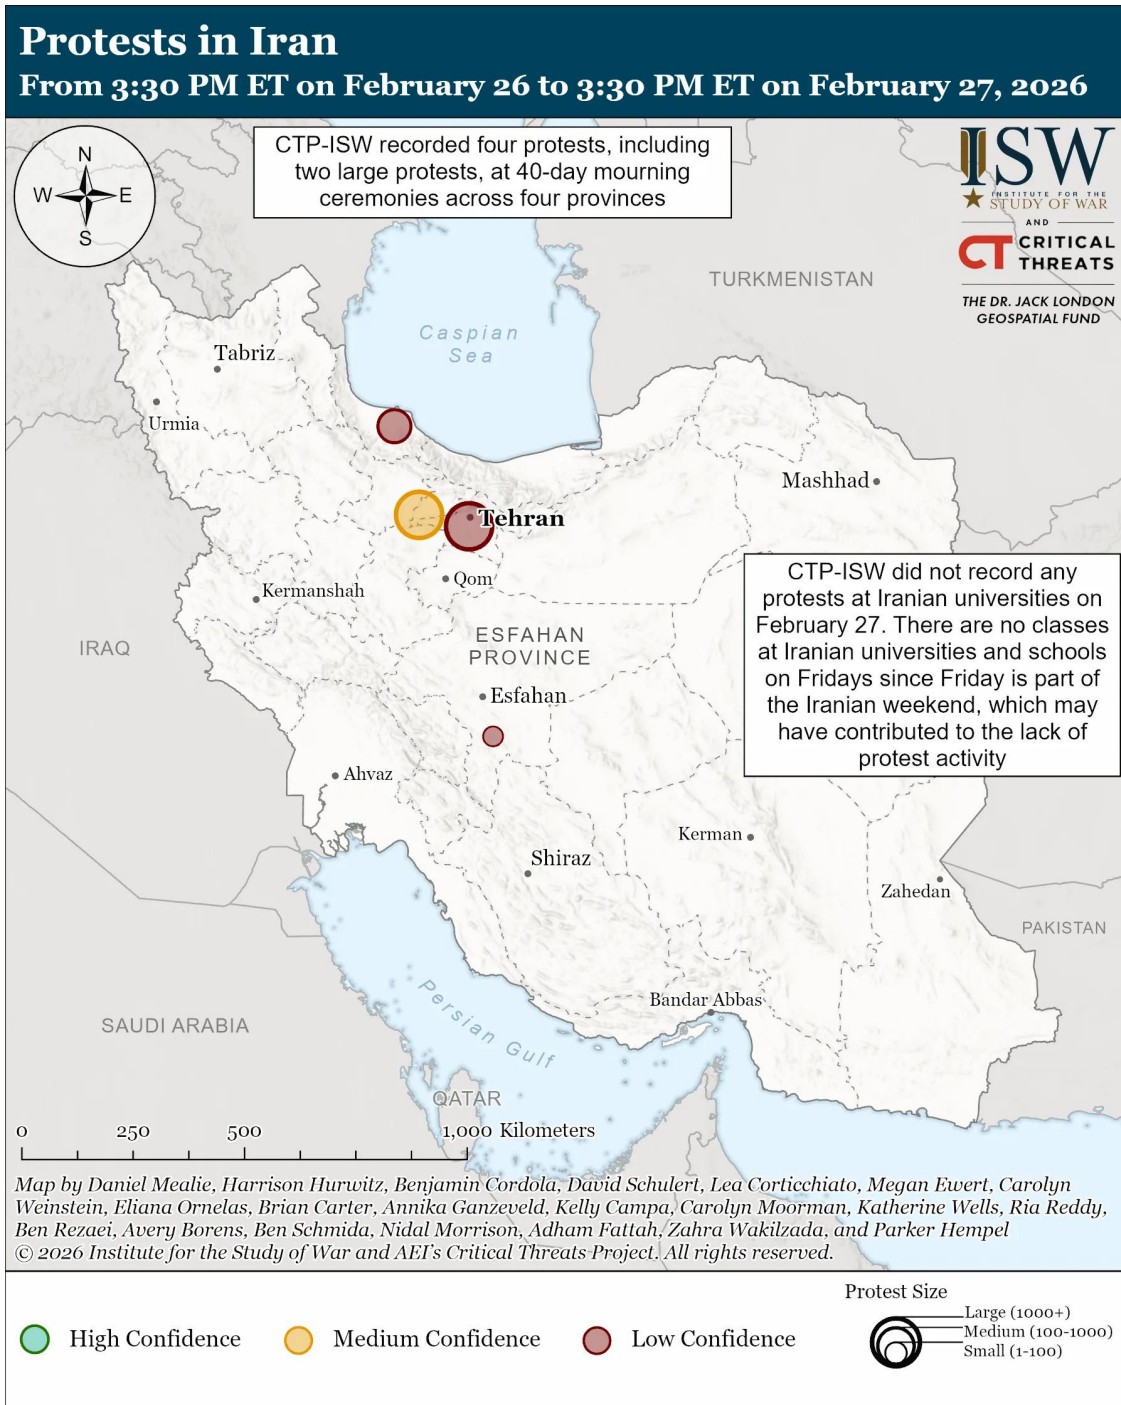 Protests in Iran
From 3:30 PM ET on February 26 to 3:30 PM ET on February 27, 2026
N
W
E
S
CTP-ISW recorded four protests, including
two large protests, at 40-day mourning
ceremonies across four provinces
ISW
INSTITUTE FOR THE
STUDY OF WAR
AND
CT CRITICAL
THREATS
THE DR. JACK LONDON
GEOSPATIAL FUND
TURKMENISTAN
Caspian
Sea
Tabriz
Urmia
Mashhad
Tehran
Qom
Kermanshah
IRAQ
ESFAHAN
PROVINCE
Esfahan
CTP-ISW did not record any
protests at Iranian universities on
February 27. There are no classes
at Iranian universities and schools
on Fridays since Friday is part of
the Iranian weekend, which may
have contributed to the lack of
protest activity
Ahvaz
Kerman
Shiraz
Zahedan
PAKISTAN
Bandar Abbas
SAUDI ARABIA
Persian Gulf
QATAR
0 250 500 1,000 Kilometers
Map by Daniel Mealie, Harrison Hurwitz, Benjamin Cordola, David Schulert, Lea Corticchiato, Megan Ewert, Carolyn
Weinstein, Eliana Ornelas, Brian Carter, Annika Ganzeveld, Kelly Campa, Carolyn Moorman, Katherine Wells, Ria Reddy,
Ben Rezaei, Avery Borens, Ben Schmida, Nidal Morrison, Adham Fattah, Zahra Wakilzada, and Parker Hempel
© 2026 Institute for the Study of War and AEI's Critical Threats Project. All rights reserved.
High Confidence
Medium Confidence
Low Confidence
Protest Size
Large (1000+)
Medium (100-1000)
Small (1-100)